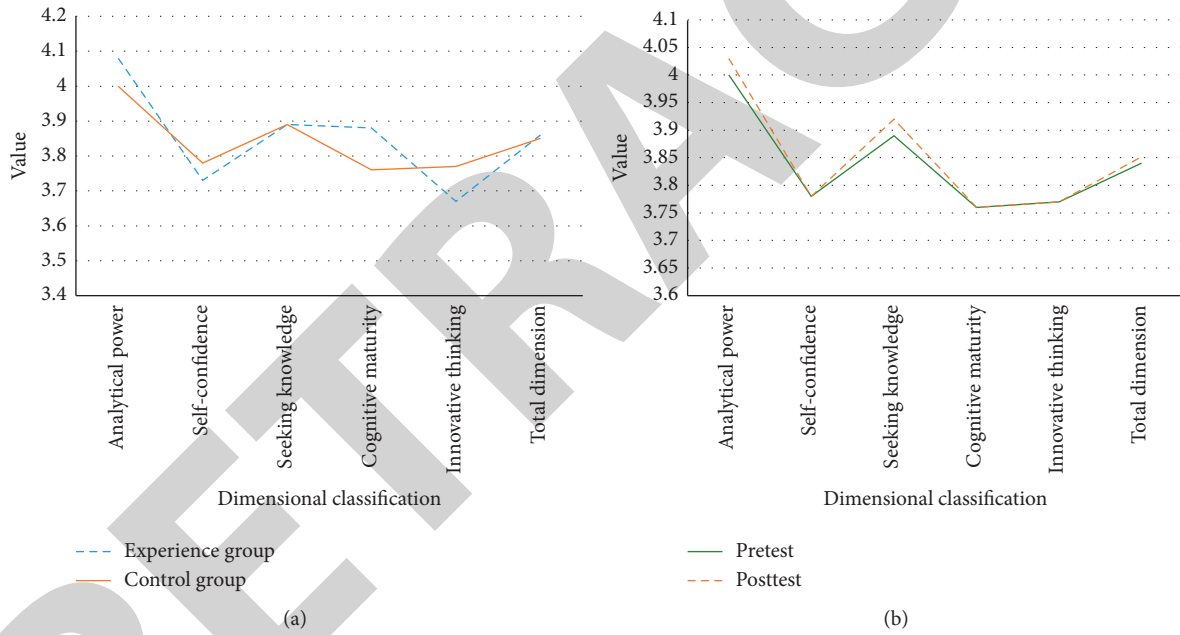 4.2
4.1
4
3.9
3.8
3.7
3.6
3.5
3.4
Value
Analytical power
Self-confidence
Seeking knowledge
Cognitive maturity
Innovative thinking
Total dimension
Dimensional classification
Experience group
Control group
(a)
4.1
4.05
4
3.95
3.9
3.85
3.8
3.75
3.7
3.65
3.6
Value
Analytical power
Self-confidence
Seeking knowledge
Cognitive maturity
Innovative thinking
Total dimension
Dimensional classification
Pretest
Posttest
(b)
ETRAC